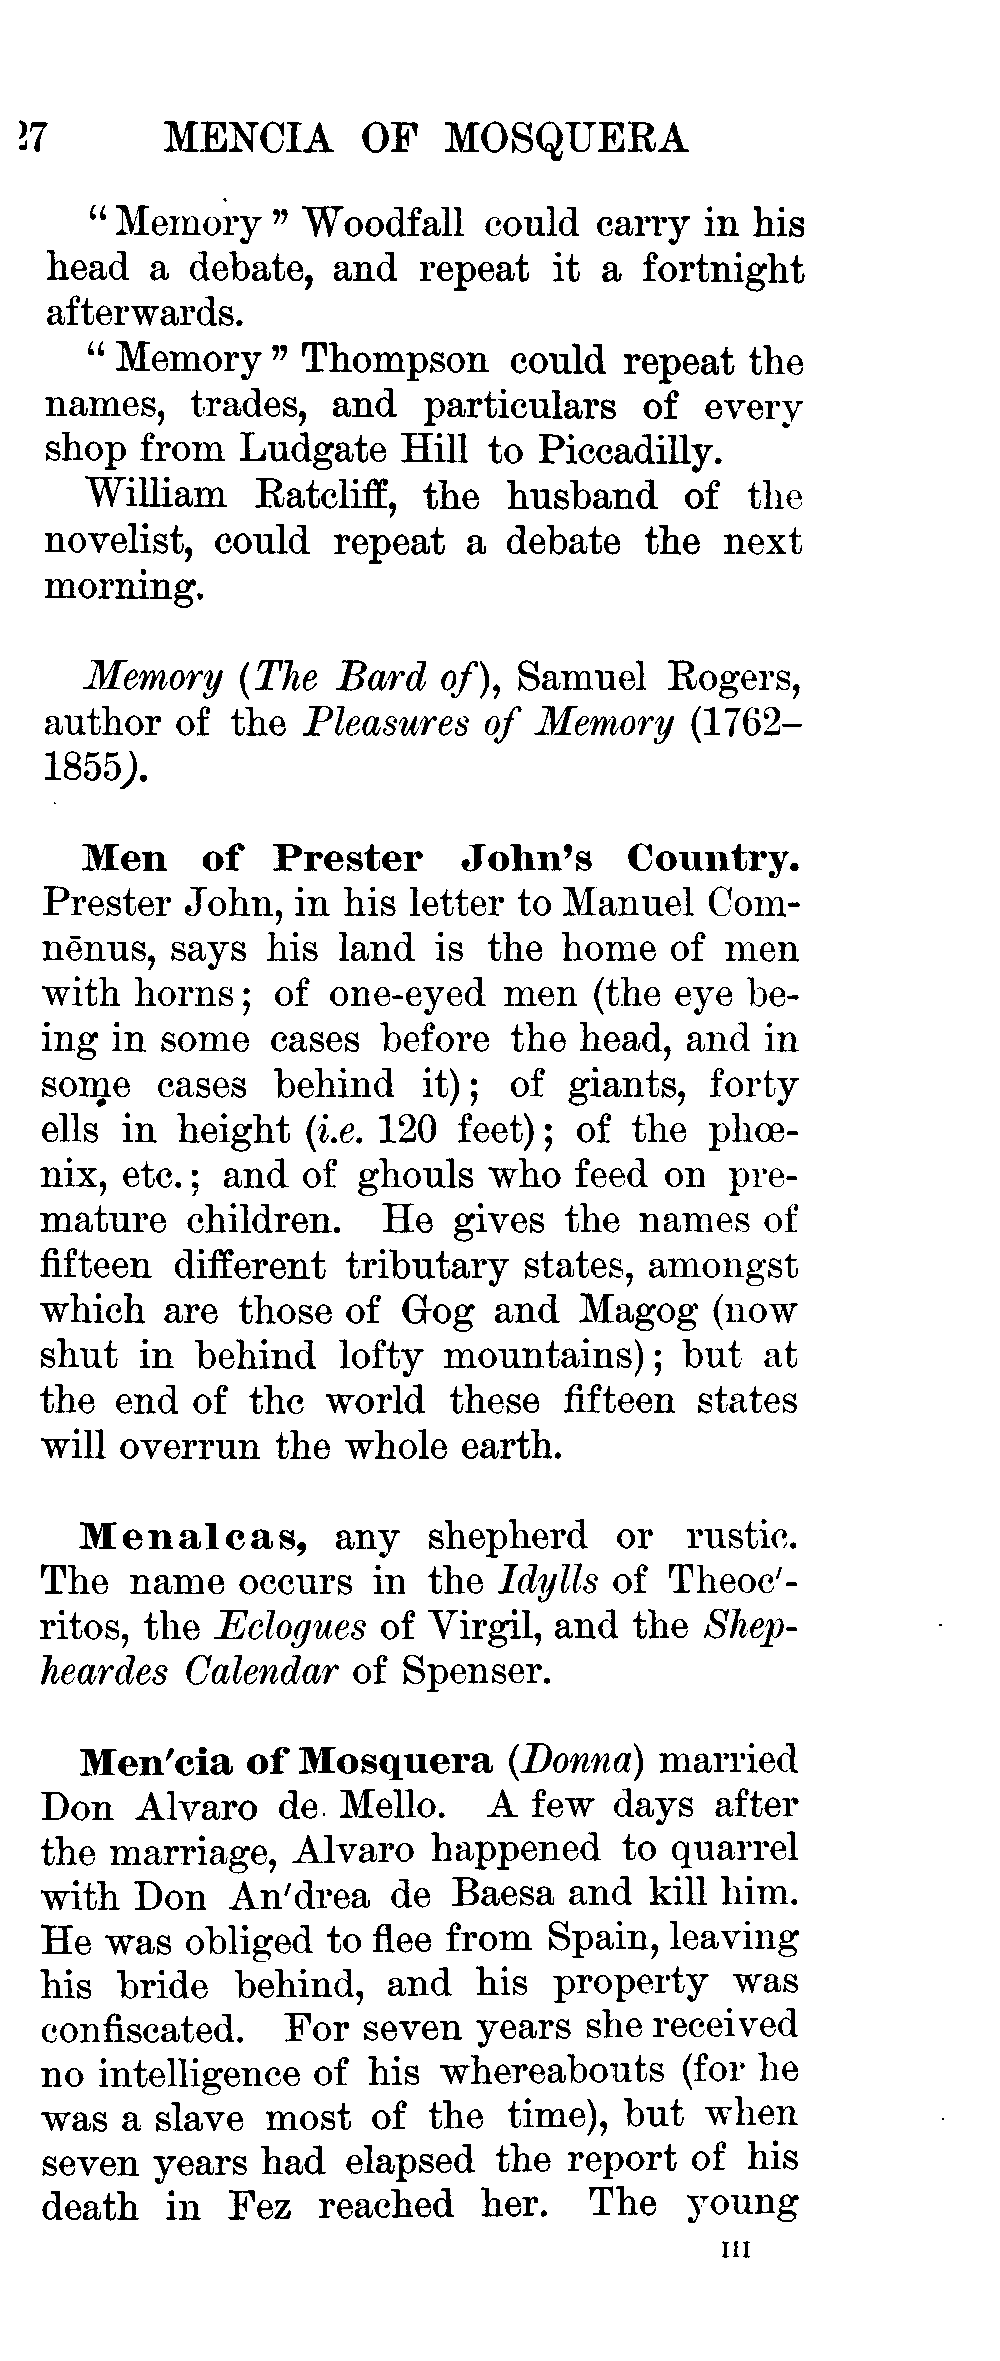 27 MENCIA OF MOSQUERA
“Memory” Woodfall could carry in his
head a debate, and repeat it a fortnight
afterwards.
“Memory” Thompson could repeat the
names, trades, and particulars of every
shop from Ludgate Hill to Piccadilly.
William Ratcliff, the husband of the
novelist, could repeat a debate the next
morning.
Memory (The Bard of), Samuel Rogers,
author of the Pleasures of Memory (1762–
1855).
Men of Prester John’s Country.
Prester John, in his letter to Manuel Com-
nēnus, says his land is the home of men
with horns; of one-eyed men (the eye be-
ing in some cases before the head, and in
some cases behind it); of giants, forty
ells in height (i.e. 120 feet); of the phœ-
nix, etc.; and of ghouls who feed on pre-
mature children. He gives the names of
fifteen different tributary states, amongst
which are those of Gog and Magog (now
shut in behind lofty mountains); but at
the end of the world these fifteen states
will overrun the whole earth.
Menalcas, any shepherd or rustic.
The name occurs in the Idylls of Theoc′-
ritos, the Eclogues of Virgil, and the Shep-
heardes Calendar of Spenser.
Men′cia of Mosquera (Donna) married
Don Alvaro de Mello. A few days after
the marriage, Alvaro happened to quarrel
with Don An′drea de Baesa and kill him.
He was obliged to flee from Spain, leaving
his bride behind, and his property was
confiscated. For seven years she received
no intelligence of his whereabouts (for he
was a slave most of the time), but when
seven years had elapsed the report of his
death in Fez reached her. The young
III